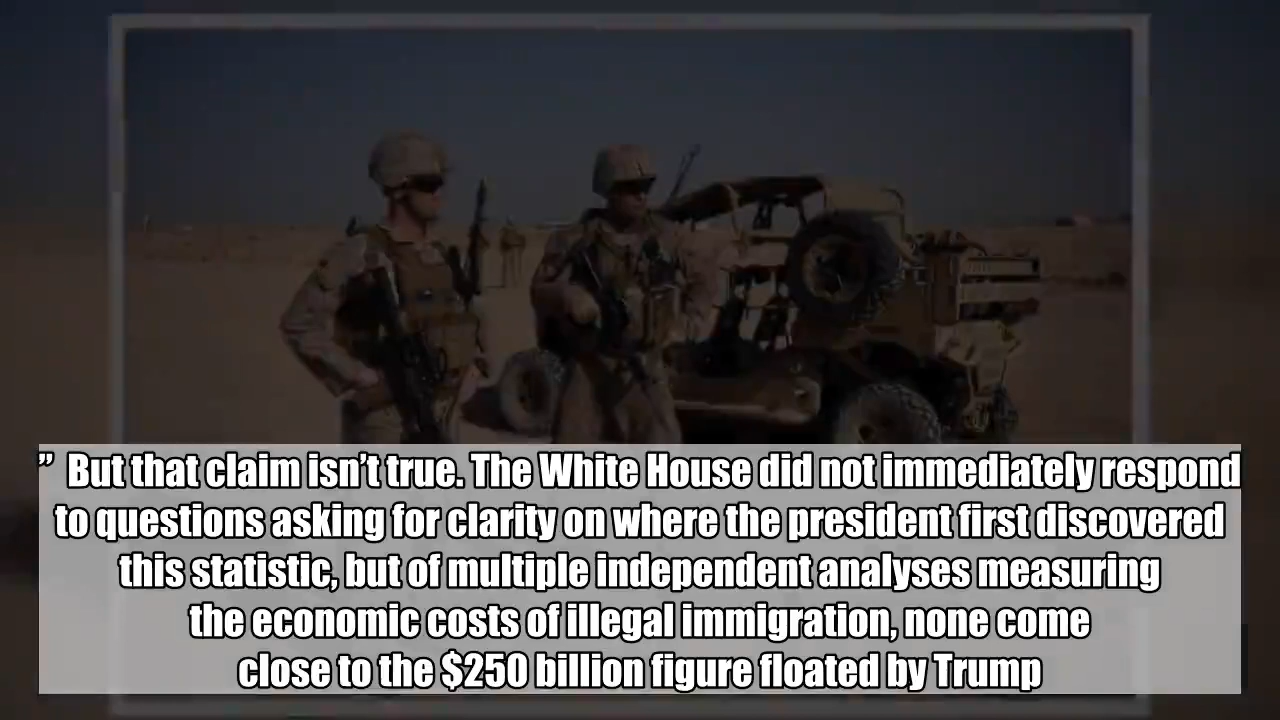 ”  But that claim isn’t true. The White House did not immediately respond
to questions asking for clarity on where the president first discovered
this statistic, but of multiple independent analyses measuring
the economic costs of illegal immigration, none come
close to the $250 billion figure floated by Trump